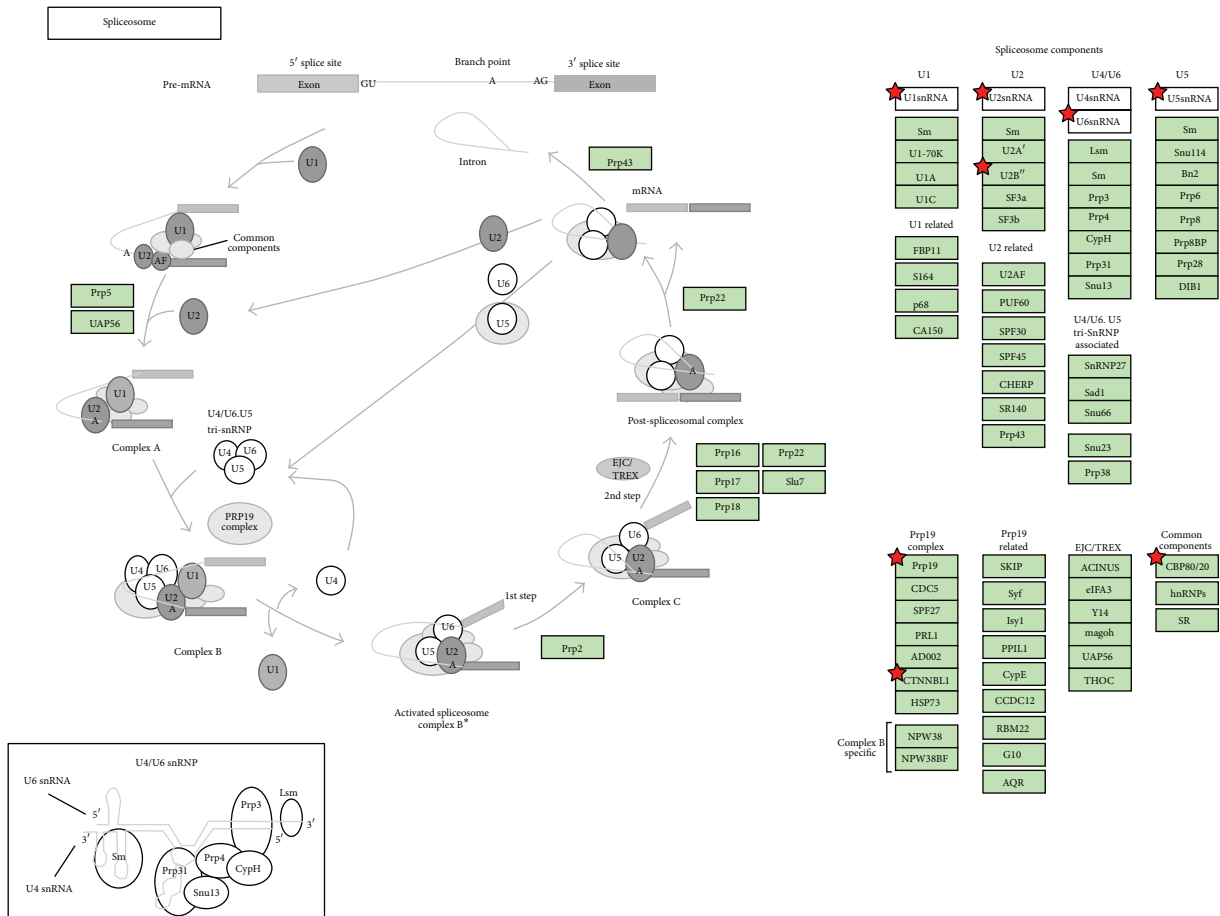 Spliceosome
5′ splice site
Branch point
3′ splice site
Pre-mRNA
Exon
GU
A
AG
Exon
U1
Intron
Prp43
mRNA
U1
A
U2
AF
Common
components
U2
U6
U5
Prp5
UAP56
U2
Prp22
A
Post-spliceosomal complex
U1
U2
A
Complex A
U4/U6.U5
tri-snRNP
U4
U6
U5
PRP19
complex
EJC/
TREX
2nd step
Prp16
Prp22
Prp17
Slu7
Prp18
U4
U6
U1
U5
U2
A
Complex B
U4
U1
U6
U5
U2
A
Complex C
1st step
U6
U5
U2
A
Prp2
Activated spliceosome
complex B*
U4/U6 snRNP
U6 snRNA
5′
3′
U4 snRNA
Sm
Prp31
Prp4
Snu13
CypH
Prp3
Lsm
3′
5′
Spliceosome components
U1
U1snRNA
Sm
U1-70K
U1A
U1C
U1 related
FBP11
S164
p68
CA150
U2
U2snRNA
Sm
U2A′
U2B″
SF3a
SF3b
U2 related
U2AF
PUF60
SPF30
SPF45
CHERP
SR140
Prp43
U4/U6
U4snRNA
U6snRNA
Lsm
Sm
Prp3
Prp4
CypH
Prp31
Snu13
U4/U6. U5
tri-SnRNP
associated
SnRNP27
Sad1
Snu66
Snu23
Prp38
U5
U5snRNA
Sm
Snu114
Bn2
Prp6
Prp8
Prp8BP
Prp28
DIB1
Prp19
complex
Prp19
CDC5
SPF27
PRL1
AD002
CTNNBL1
HSP73
Complex B
specific
NPW38
NPW38BF
Prp19
related
SKIP
Syf
Isy1
PPIL1
CypE
CCDC12
RBM22
G10
AQR
EJC/TREX
ACINUS
eIFA3
Y14
magoh
UAP56
THOC
Common
components
CBP80/20
hnRNPs
SR